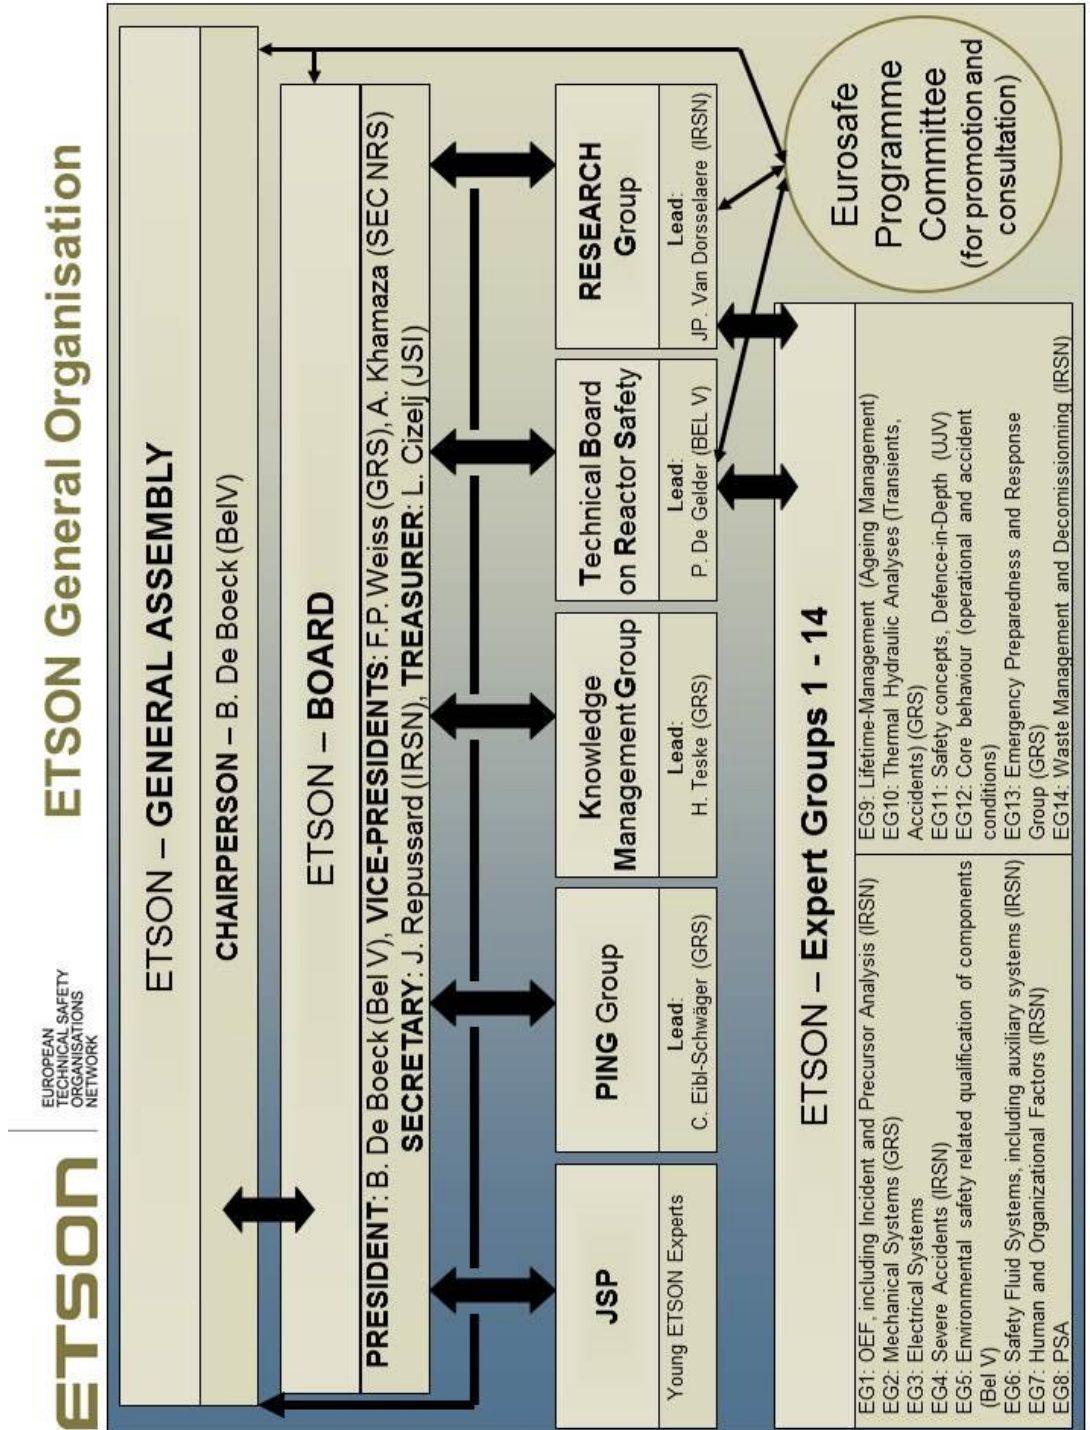 ETSON
EUROPEAN
TECHNICAL SAFETY
ORGANISATIONS
NETWORK
ETSON General Organisation
ETSON – GENERAL ASSEMBLY
CHAIRPERSON – B. De Boeck (BelV)
ETSON – BOARD
PRESIDENT: B. De Boeck (Bel V), VICE-PRESIDENTS: F.P. Weiss (GRS), A. Khamaza (SEC NRS)
SECRETARY: J. Repussard (IRSN), TREASURER: L. Cizelj (JSI)
JSP
Young ETSON Experts
PING Group
Lead:
C. Eibl-Schwäger (GRS)
Knowledge
Management Group
Lead:
H. Teske (GRS)
Technical Board
on Reactor Safety
Lead:
P. De Gelder (BEL V)
RESEARCH
Group
Lead:
JP. Van Dorsselaere (IRSN)
ETSON – Expert Groups 1 - 14
EG1: OEF, including Incident and Precursor Analysis (IRSN)
EG2: Mechanical Systems (GRS)
EG3: Electrical Systems
EG4: Severe Accidents (IRSN)
EG5: Environmental safety related qualification of components
(Bel V)
EG6: Safety Fluid Systems, including auxiliary systems (IRSN)
EG7: Human and Organizational Factors (IRSN)
EG8: PSA
EG9: Lifetime-Management (Ageing Management)
EG10: Thermal Hydraulic Analyses (Transients,
Accidents) (GRS)
EG11: Safety concepts, Defence-in-Depth (UJV)
EG12: Core behaviour (operational and accident
conditions)
EG13: Emergency Preparedness and Response
Group (GRS)
EG14: Waste Management and Decomissionning (IRSN)
Eurosafe
Programme
Committee
(for promotion and
consultation)